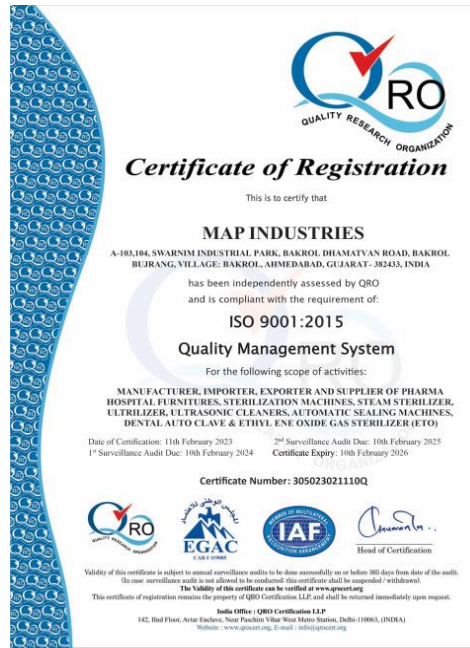 QRO
QUALITY RESEARCH ORGANIZATION
Certificate of Registration
This is to certify that
MAP INDUSTRIES
A-103,104, SWARNIM INDUSTRIAL PARK, BAKROL DHAMATVAN ROAD, BAKROL
BUJRANG, VILLAGE: BAKROL, AHMEDABAD, GUJARAT- 382433, INDIA
has been independently assessed by QRO
and is compliant with the requirement of:
ISO 9001:2015
Quality Management System
For the following scope of activities:
MANUFACTURER, IMPORTER, EXPORTER AND SUPPLIER OF PHARMA
HOSPITAL FURNITURES, STERILIZATION MACHINES, STEAM STERILIZER,
ULTRILIZER, ULTRASONIC CLEANERS, AUTOMATIC SEALING MACHINES,
DENTAL AUTO CLAVE & ETHYL ENE OXIDE GAS STERILIZER (ETO)
Date of Certification: 11th February 2023 2nd Surveillance Audit Due: 10th February 2025
1st Surveillance Audit Due: 10th February 2024 Certificate Expiry: 10th February 2026
Certificate Number: 305023021110Q
QRO
QUALITY RESEARCH ORGANIZATION
المجلس الوطني للاعتماد
EGAC
CAB # 119005
MEMBER OF MULTILATERAL
IAF
RECOGNITION ARRANGEMENT
Head of Certification
Validity of this certificate is subject to annual surveillance audits to be done successfully on or before 365 days from date of the audit.
(In case surveillance audit is not allowed to be conducted: this certificate shall be suspended / withdrawn).
The Validity of this certificate can be verified at www.qrocert.org
This certificate of registration remains the property of QRO Certification LLP, and shall be returned immediately upon request.
India Office : QRO Certification LLP
142, IInd Floor, Avtar Enclave, Near Paschim Vihar West Metro Station, Delhi-110063, (INDIA)
Website : www.qrocert.org, E-mail : info@qrocert.org